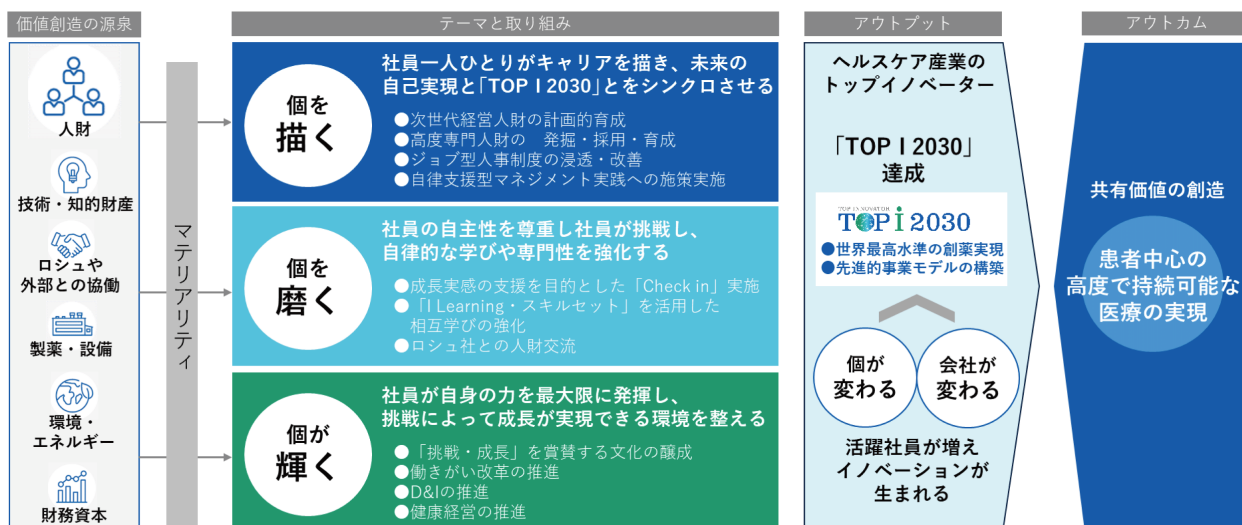 価値創造の源泉
テーマと取り組み
アウトプット
アウトカム
人財
技術・知的財産
ロシュや
外部との協働
製薬・設備
環境・
エネルギー
財務資本
マテリアリティ
個を
描く
社員一人ひとりがキャリアを描き、未来の
自己実現と「TOP I 2030」とをシンクロさせる
●次世代経営人財の計画的育成
●高度専門人財の 発掘・採用・育成
●ジョブ型人事制度の浸透・改善
●自律支援型マネジメント実践への施策実施
個を
磨く
社員の自主性を尊重し社員が挑戦し、
自律的な学びや専門性を強化する
●成長実感の支援を目的とした「Check in」実施
●「I Learning・スキルセット」を活用した
相互学びの強化
●ロシュ社との人財交流
個が
輝く
社員が自身の力を最大限に発揮し、
挑戦によって成長が実現できる環境を整える
●「挑戦・成長」を賞賛する文化の醸成
●働きがい改革の推進
●D&Iの推進
●健康経営の推進
ヘルスケア産業の
トップイノベーター
「TOP I 2030」
達成
TOP INNOVATOR
TOP i 2030
●世界最高水準の創薬実現
●先進的事業モデルの構築
個が
変わる
会社が
変わる
活躍社員が増え
イノベーションが
生まれる
共有価値の創造
患者中心の
高度で持続可能な
医療の実現